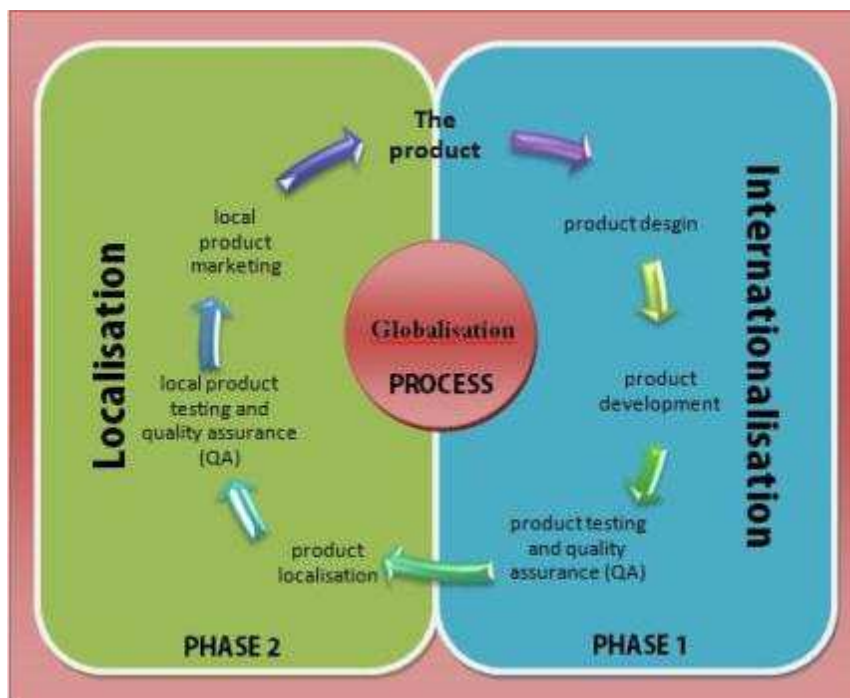 The
product
product desgin
product
development
product testing
and quality
assurance (QA)
product
localisation
local product
testing and
quality assurance
(QA)
local
product
marketing
Globalisation
PROCESS
Localisation
Internationalisation
PHASE 2
PHASE 1